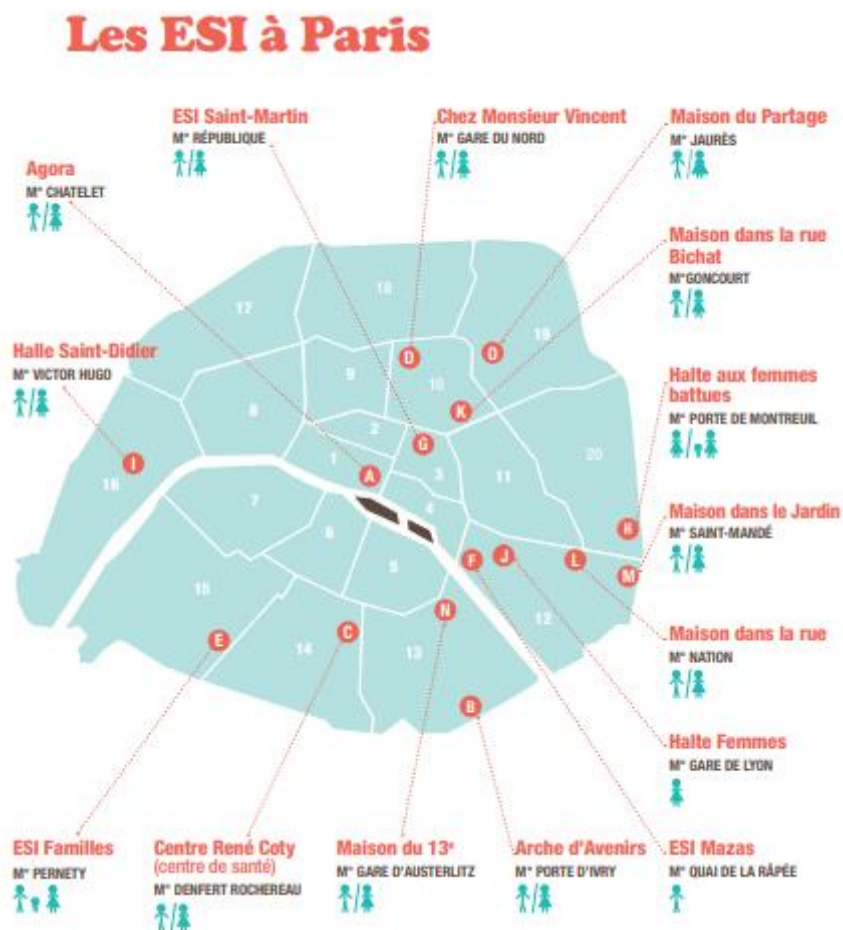 Les ESI à Paris
ESI Saint-Martin
M° RÉPUBLIQUE
Chez Monsieur Vincent
M° GARE DU NORD
Maison du Partage
M° JAURÈS
Agora
M° CHATELET
Maison dans la rue
Bichat
M°GONCOURT
Halle Saint-Didier
M° VICTOR HUGO
Halte aux femmes
battues
M° PORTE DE MONTREUIL
Maison dans le Jardin
M° SAINT-MANDÉ
Maison dans la rue
M° NATION
Halte Femmes
M° GARE DE LYON
17
18
19
D
O
9
10
K
8
2
G
20
1
3
11
I
16
A
7
4
H
6
F
J
L
M
5
15
12
N
E
14
C
13
B
ESI Familles
M° PERNETY
Centre René Coty
(centre de santé)
M° DENFERT ROCHEREAU
Maison du 13e
M° GARE D'AUSTERLITZ
Arche d'Avenirs
M° PORTE D'IVRY
ESI Mazas
M° QUAI DE LA RÂPÉE